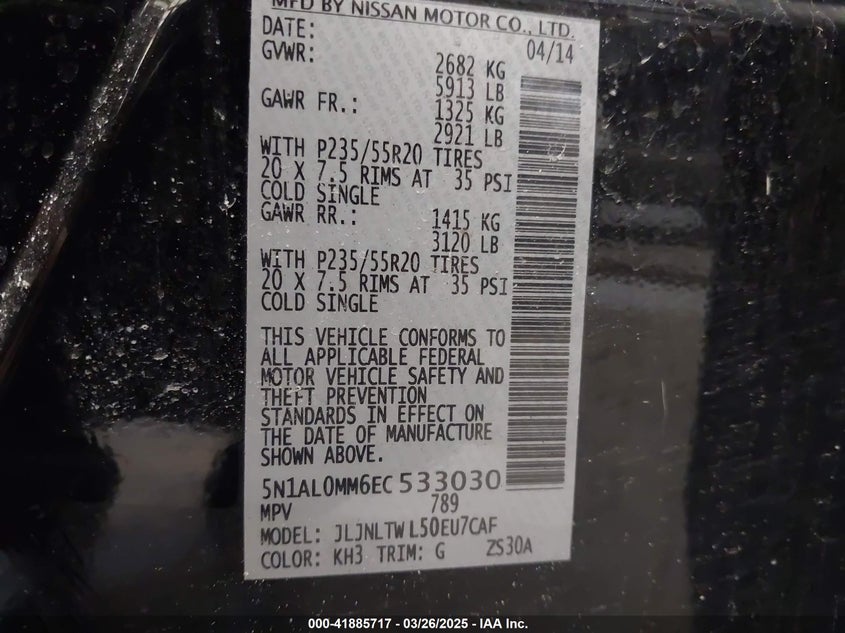 MFD BY NISSAN MOTOR CO., LTD.
DATE: 04/14
GVWR: 2682 KG
5913 LB
GAWR FR.: 1325 KG
2921 LB
WITH P235/55R20 TIRES
20 X 7.5 RIMS AT 35 PSI
COLD SINGLE
GAWR RR.: 1415 KG
3120 LB
WITH P235/55R20 TIRES
20 X 7.5 RIMS AT 35 PSI
COLD SINGLE
THIS VEHICLE CONFORMS TO
ALL APPLICABLE FEDERAL
MOTOR VEHICLE SAFETY AND
THEFT PREVENTION
STANDARDS IN EFFECT ON
THE DATE OF MANUFACTURE
SHOWN ABOVE.
5N1AL0MM6EC533030
MPV 789
MODEL: JLJNLTWL50EU7CAF
COLOR: KH3 TRIM: G ZS30A
000-41885717 - 03/26/2025 - IAA Inc.